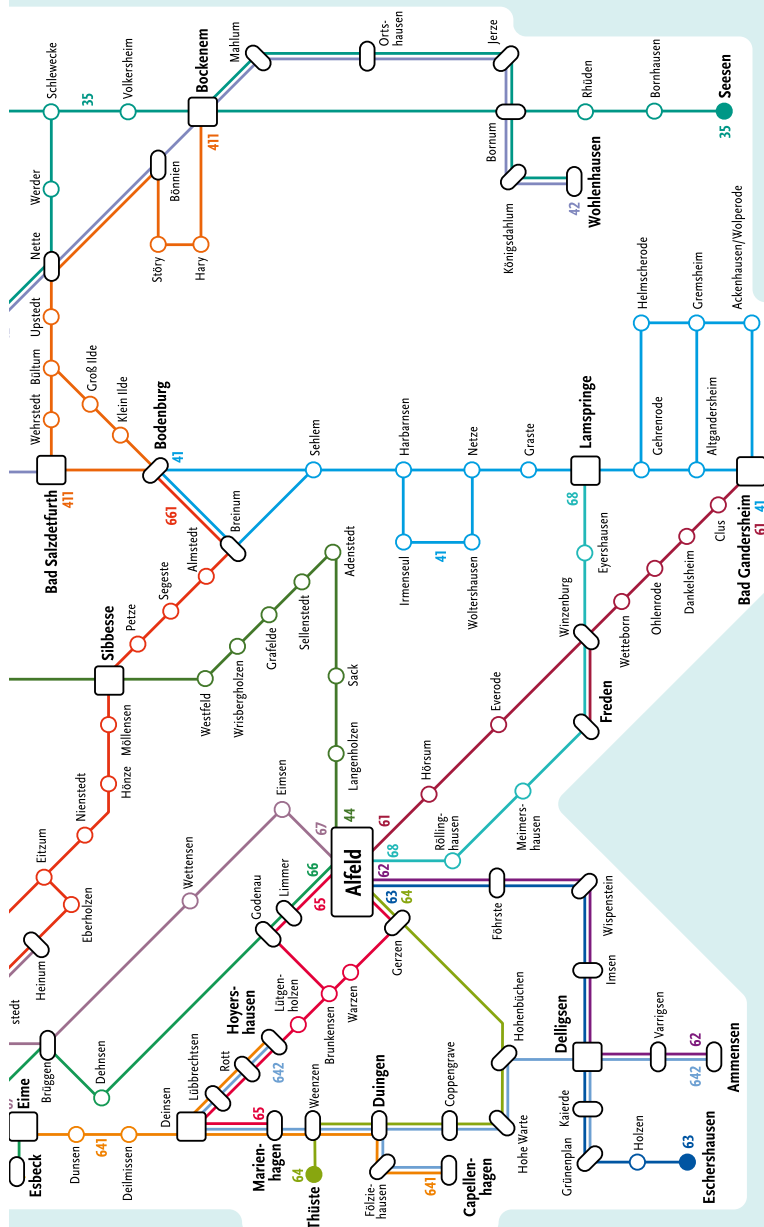 Schlewecke
35
Volkersheim
Bockenem
411
Mahlum
Orts-
hausen
Jerze
Rhüden
Bornhausen
Seesen
35
Werder
Bönnien
Bornum
42
Wohlenhausen
Königsdahlum
Nette
Störy
Hary
Upstedt
Bültum
Wehrstedt
Groß Ilde
Klein Ilde
Bodenburg
41
Bad Salzdetfurth
411
661
Breinum
Sehlem
Harbarnsen
Netze
Graste
Lamspringe
68
Helmscherode
Gremsheim
Ackenhausen/Wolperode
Gehrenrode
Altgandersheim
Irmenseul
41
Woltershausen
Eyershausen
Bad Gandersheim
61
41
Clus
Dankelsheim
Ohlenrode
Wetteborn
Winzenburg
Freden
Almstedt
Segeste
Petze
Sibbesse
Adenstedt
Sellenstedt
Grafelde
Wrisbergholzen
Westfeld
Sack
Langenholzen
44
Möllensen
Hönze
Nienstedt
Eitzum
Eberholzen
Heinum
stedt
Eimsen
67
Wettensen
66
Limmer
Godenau
65
Alfeld
61
68
62
63
64
Hörsum
Everode
Rölling-
hausen
Meimers-
hausen
Gerzen
Föhrste
Wispenstein
Imsen
Delligsen
Varrigsen
62
642
Ammensen
Hohenbüchen
Kaierde
Grünenplan
Holzen
63
Eschershausen
Brüggen
Dehnsen
Lübbrechtsen
Rott
Hoyers-
hausen
642
Lütgen-
holzen
Brunkensen
Warzen
Eime
Esbeck
Dunsen
641
Deilmissen
Deinsen
65
Marien-
hagen
Weenzen
64
Thüste
Duingen
Fölzie-
hausen
641
Capellen-
hagen
Coppengrave
Hohe Warte